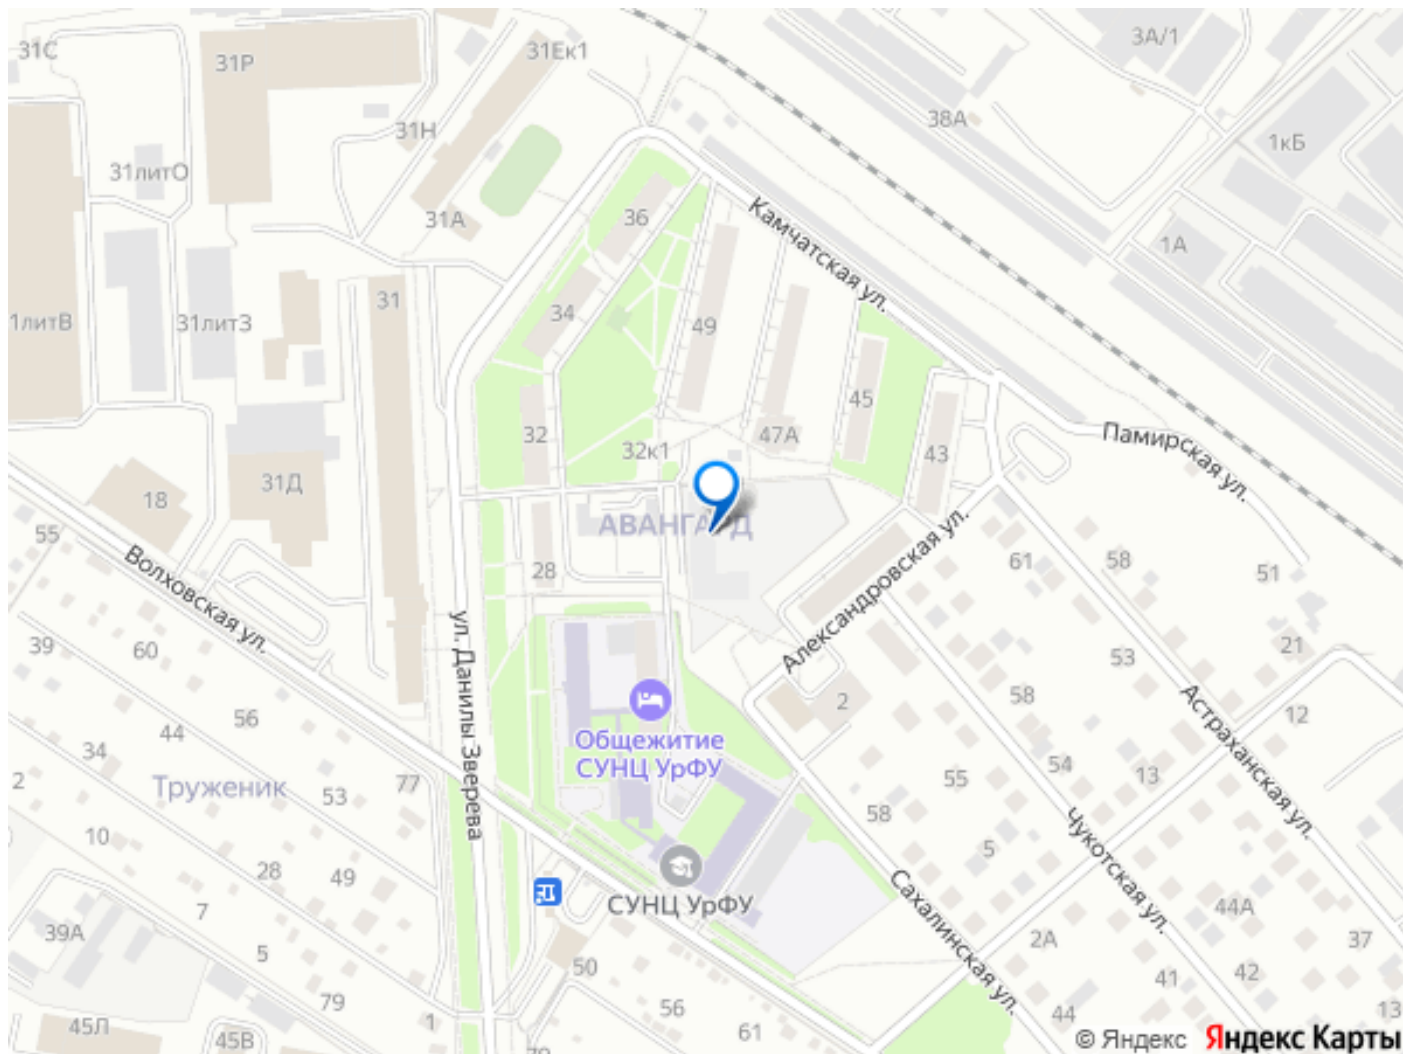 31С
31Р
31Ек1
3А/1
38А
31Н
1кБ
31литО
31А
36
Камчатская ул.
1А
31
34
1литВ
31литЗ
49
45
32
47А
32к1
43
Памирская ул.
31Д
18
АВАНГАРД
55
Волховская ул.
28
Александровская ул.
61
58
51
39
60
ул. Данилы Зверева
53
21
58
Астраханская ул.
12
2
56
44
34
Общежитие
СУНЦ УрФУ
2
Труженик
53
77
55
54
13
58
Чукотская ул.
10
5
28
49
Сахалинская ул.
7
СУНЦ УрФУ
44А
39А
5
2А
37
50
41
42
79
56
44
13
1
61
45Л
45В
79
© Яндекс Яндекс Карты